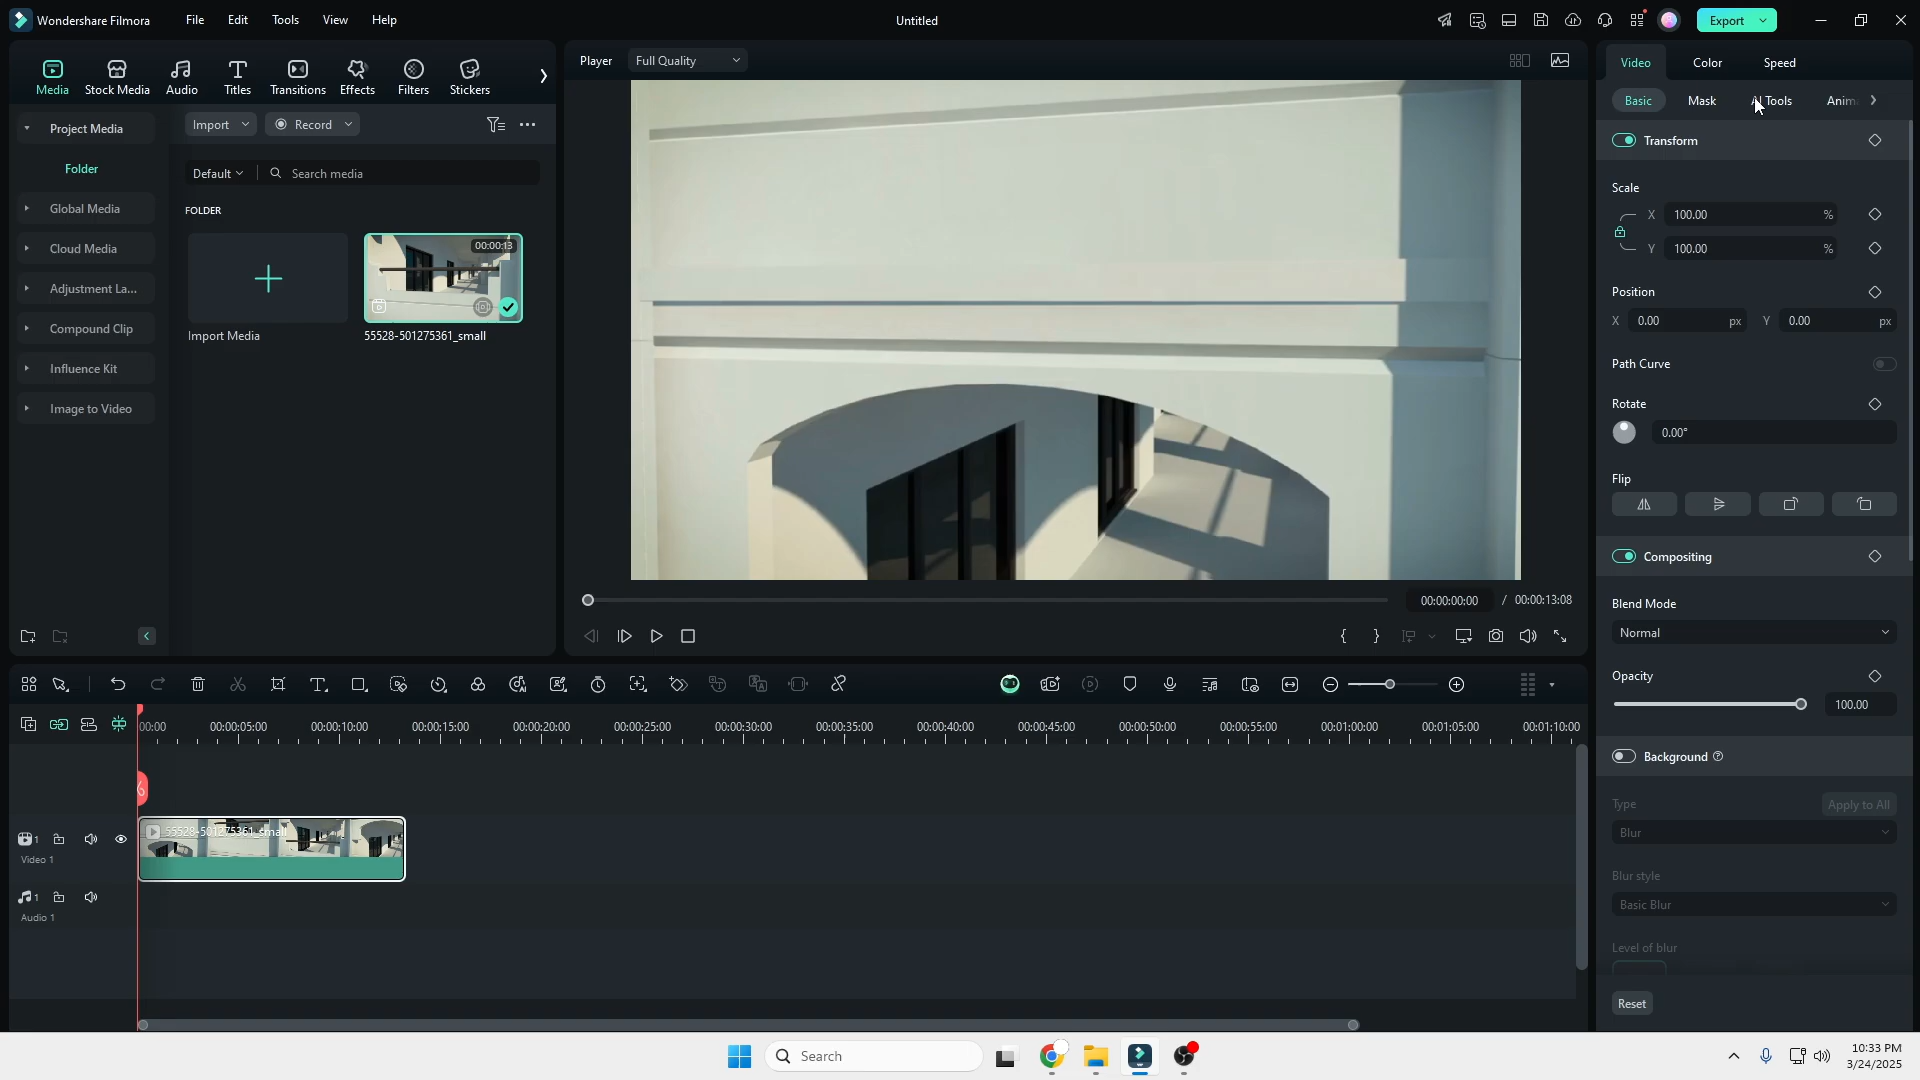 Wondershare Filmora
File
Edit
Tools
View
Help
Untitled
Export
Media
Stock Media
Audio
Titles
Transitions
Effects
Filters
Stickers
Player
Full Quality
Video
Color
Speed
Basic
Mask
AI Tools
Project Media
Folder
Global Media
Cloud Media
Adjustment La...
Compound Clip
Influence Kit
Image to Video
Import
Record
Default
Search media
FOLDER
00:00:13
Import Media
55528-501275361_small
00:00:00:00 / 00:00:13:08
Transform
Scale
X 100.00 %
Y 100.00 %
Position
X 0.00 px Y 0.00 px
Path Curve
Rotate
0.00°
Flip
Compositing
Blend Mode
Normal
Opacity
100.00
Background
Type
Apply to All
Blur
Blur style
Basic Blur
Level of blur
Reset
00:00 00:00:05:00 00:00:10:00 00:00:15:00 00:00:20:00 00:00:25:00 00:00:30:00 00:00:35:00 00:00:40:00 00:00:45:00 00:00:50:00 00:00:55:00 00:01:00:00 00:01:05:00 00:01:10:00
55528-501275361_small
1
Video 1
1
Audio 1
Search
10:33 PM
3/24/2025